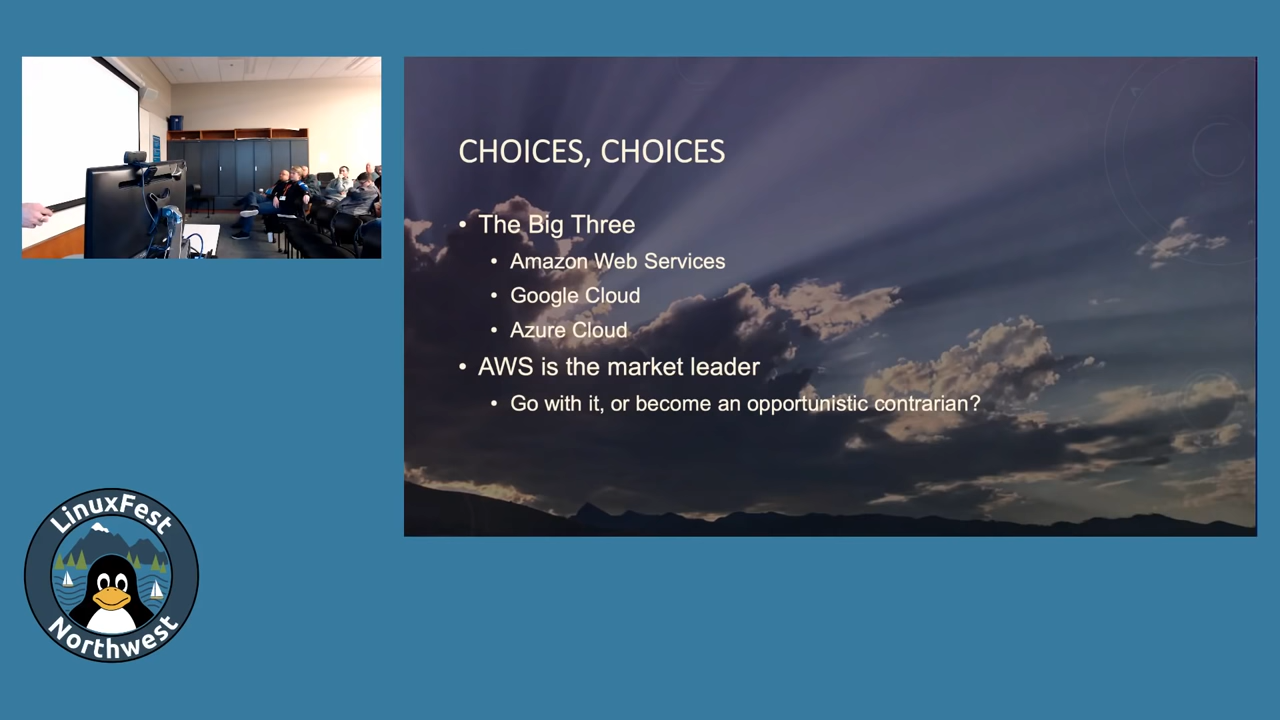 CHOICES, CHOICES
• The Big Three
• Amazon Web Services
• Google Cloud
• Azure Cloud
• AWS is the market leader
• Go with it, or become an opportunistic contrarian?
LinuxFest
Northwest